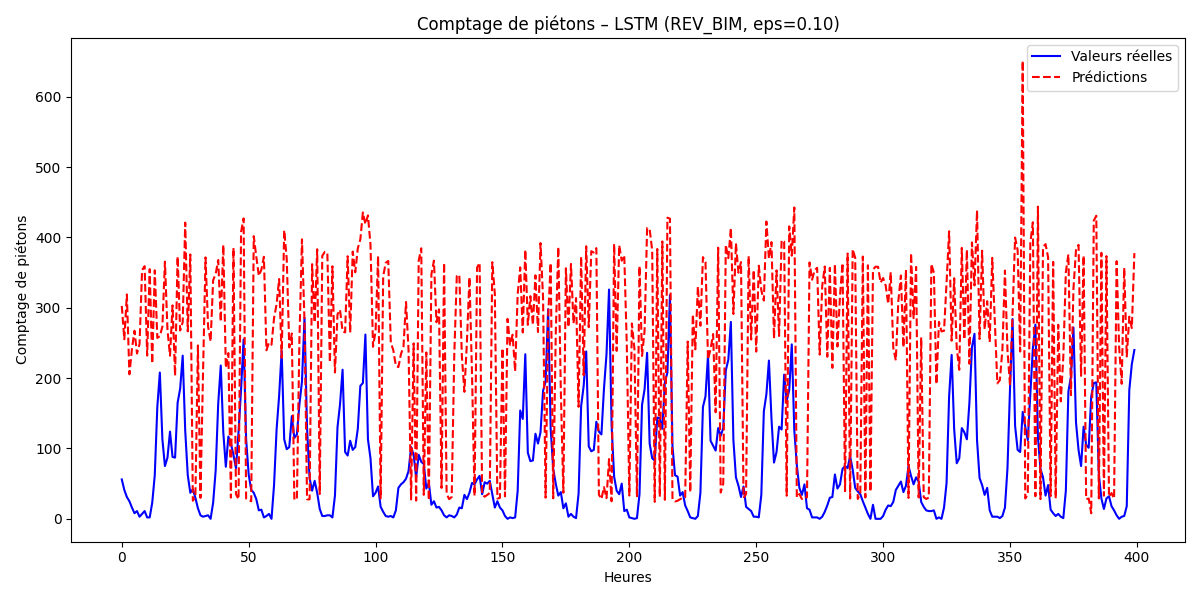 Comptage de piétons – LSTM (REV_BIM, eps=0.10)
Valeurs réelles
Prédictions
Comptage de piétons
600
500
400
300
200
100
0
0 50 100 150 200 250 300 350 400
Heures